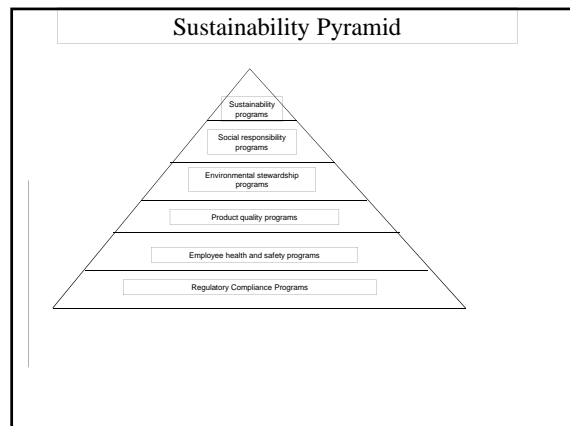 Sustainability Pyramid
Sustainability
programs
Social responsibility
programs
Environmental stewardship
programs
Product quality programs
Employee health and safety programs
Regulatory Compliance Programs